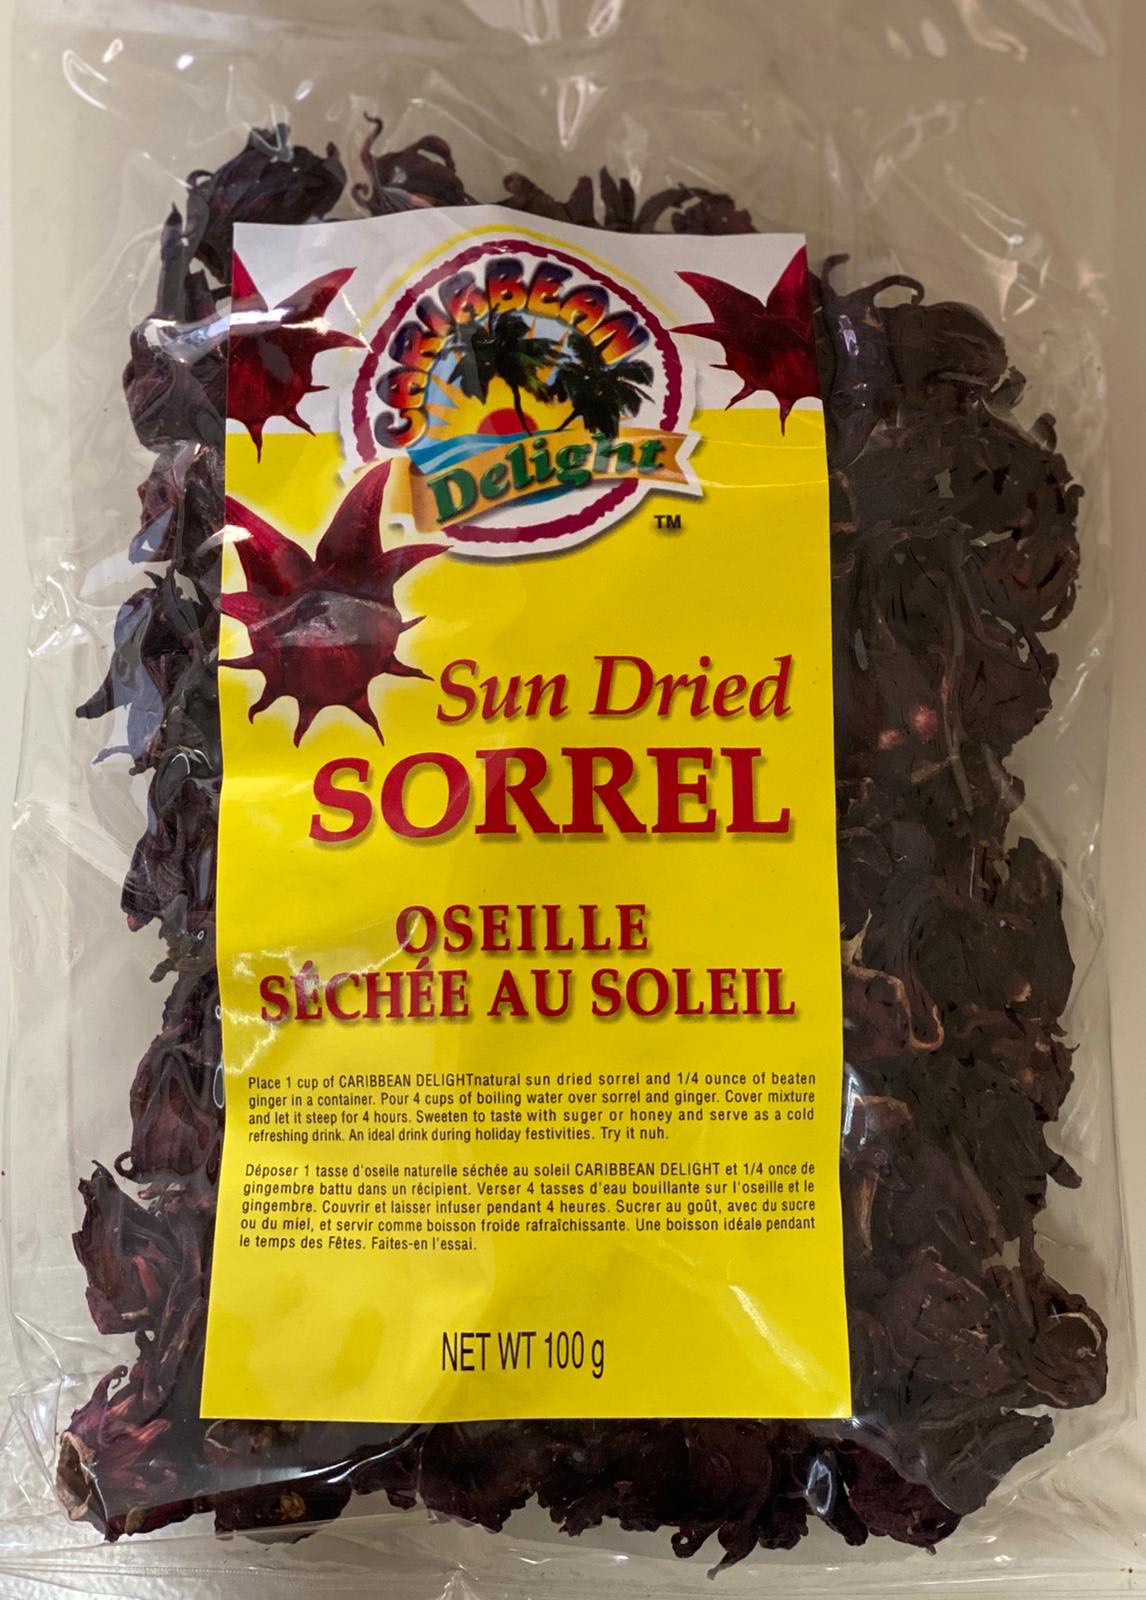 CARIBBEAN
Delight
TM
Sun Dried
SORREL
OSEILLE
SÉCHÉE AU SOLEIL
Place 1 cup of CARIBBEAN DELIGHTnatural sun dried sorrel and 1/4 ounce of beaten
ginger in a container. Pour 4 cups of boiling water over sorrel and ginger. Cover mixture
and let it steep for 4 hours. Sweeten to taste with suger or honey and serve as a cold
refreshing drink. An ideal drink during holiday festivities. Try it nuh.
Déposer 1 tasse d'oseile naturelle séchée au soleil CARIBBEAN DELIGHT et 1/4 once de
gingembre battu dans un récipient. Verser 4 tasses d'eau bouillante sur l'oseille et le
gingembre. Couvrir et laisser infuser pendant 4 heures. Sucrer au goût, avec du sucre
ou du miel, et servir comme boisson froide rafraîchissante. Une boisson idéale pendant
le temps des Fêtes. Faites-en l'essai.
NET WT 100 g